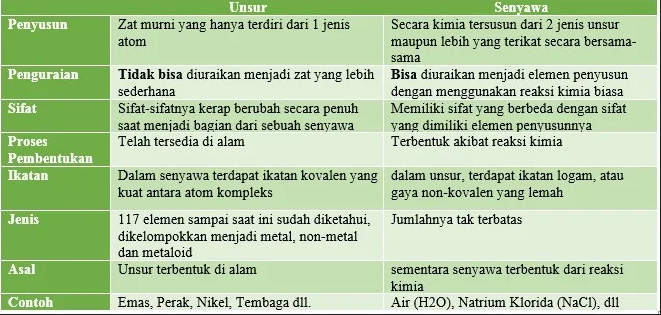 Unsur Senyawa
Penyusun Zat murni yang hanya terdiri dari 1 jenis Secara kimia tersusun dari 2 jenis unsur
atom maupun lebih yang terikat secara bersama-
sama
Penguraian Tidak bisa diuraikan menjadi zat yang lebih Bisa diuraikan menjadi elemen penyusun
sederhana dengan menggunakan reaksi kimia biasa
Sifat Sifat-sifatnya kerap berubah secara penuh Memiliki sifat yang berbeda dengan sifat
saat menjadi bagian dari sebuah senyawa yang dimiliki elemen penyusunnya
Proses Telah tersedia di alam Terbentuk akibat reaksi kimia
Pembentukan
Ikatan Dalam senyawa terdapat ikatan kovalen yang dalam unsur, terdapat ikatan logam, atau
kuat antara atom kompleks gaya non-kovalen yang lemah
Jenis 117 elemen sampai saat ini sudah diketahui, Jumlahnya tak terbatas
dikelompokkan menjadi metal, non-metal
dan metaloid
Asal Unsur terbentuk di alam sementara senyawa terbentuk dari reaksi
kimia
Contoh Emas, Perak, Nikel, Tembaga dll. Air (H2O), Natrium Klorida (NaCl), dll